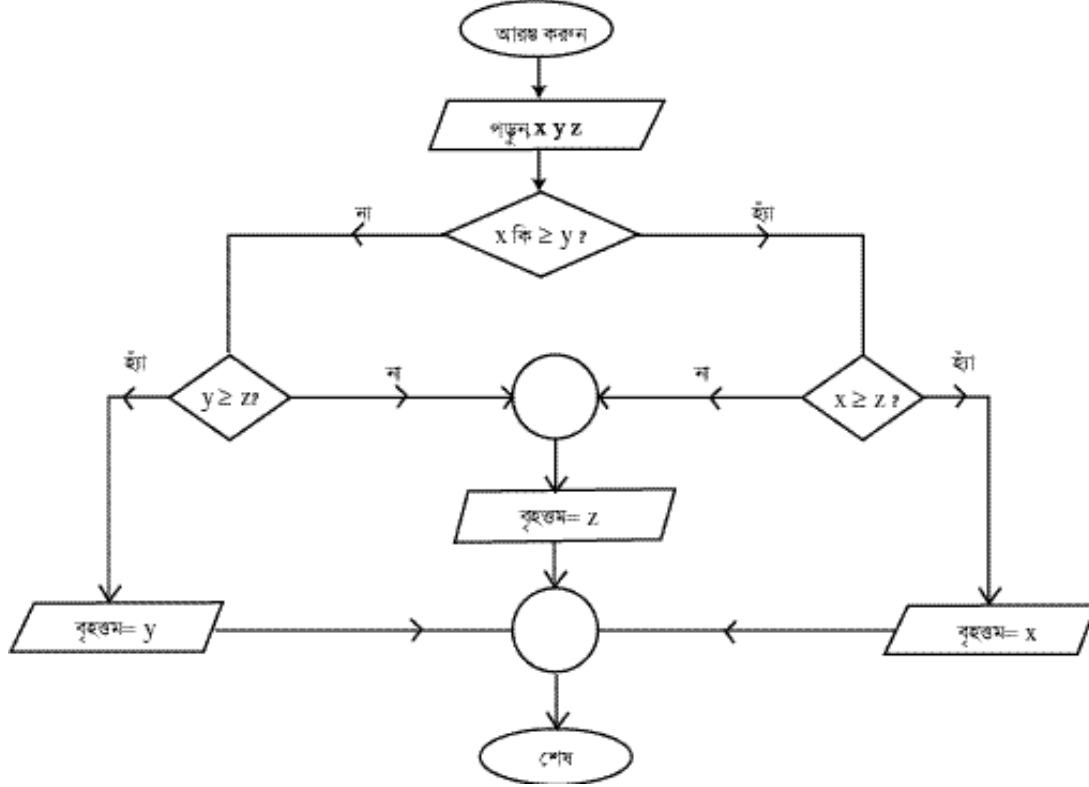 আরম্ভ করুন
পড়ুন, x y z
না
হ্যাঁ
x কি ≥ y ?
হ্যাঁ
না
না
হ্যাঁ
y ≥ z?
x ≥ z ?
বৃহত্তম= z
বৃহত্তম= y
বৃহত্তম= x
শেষ